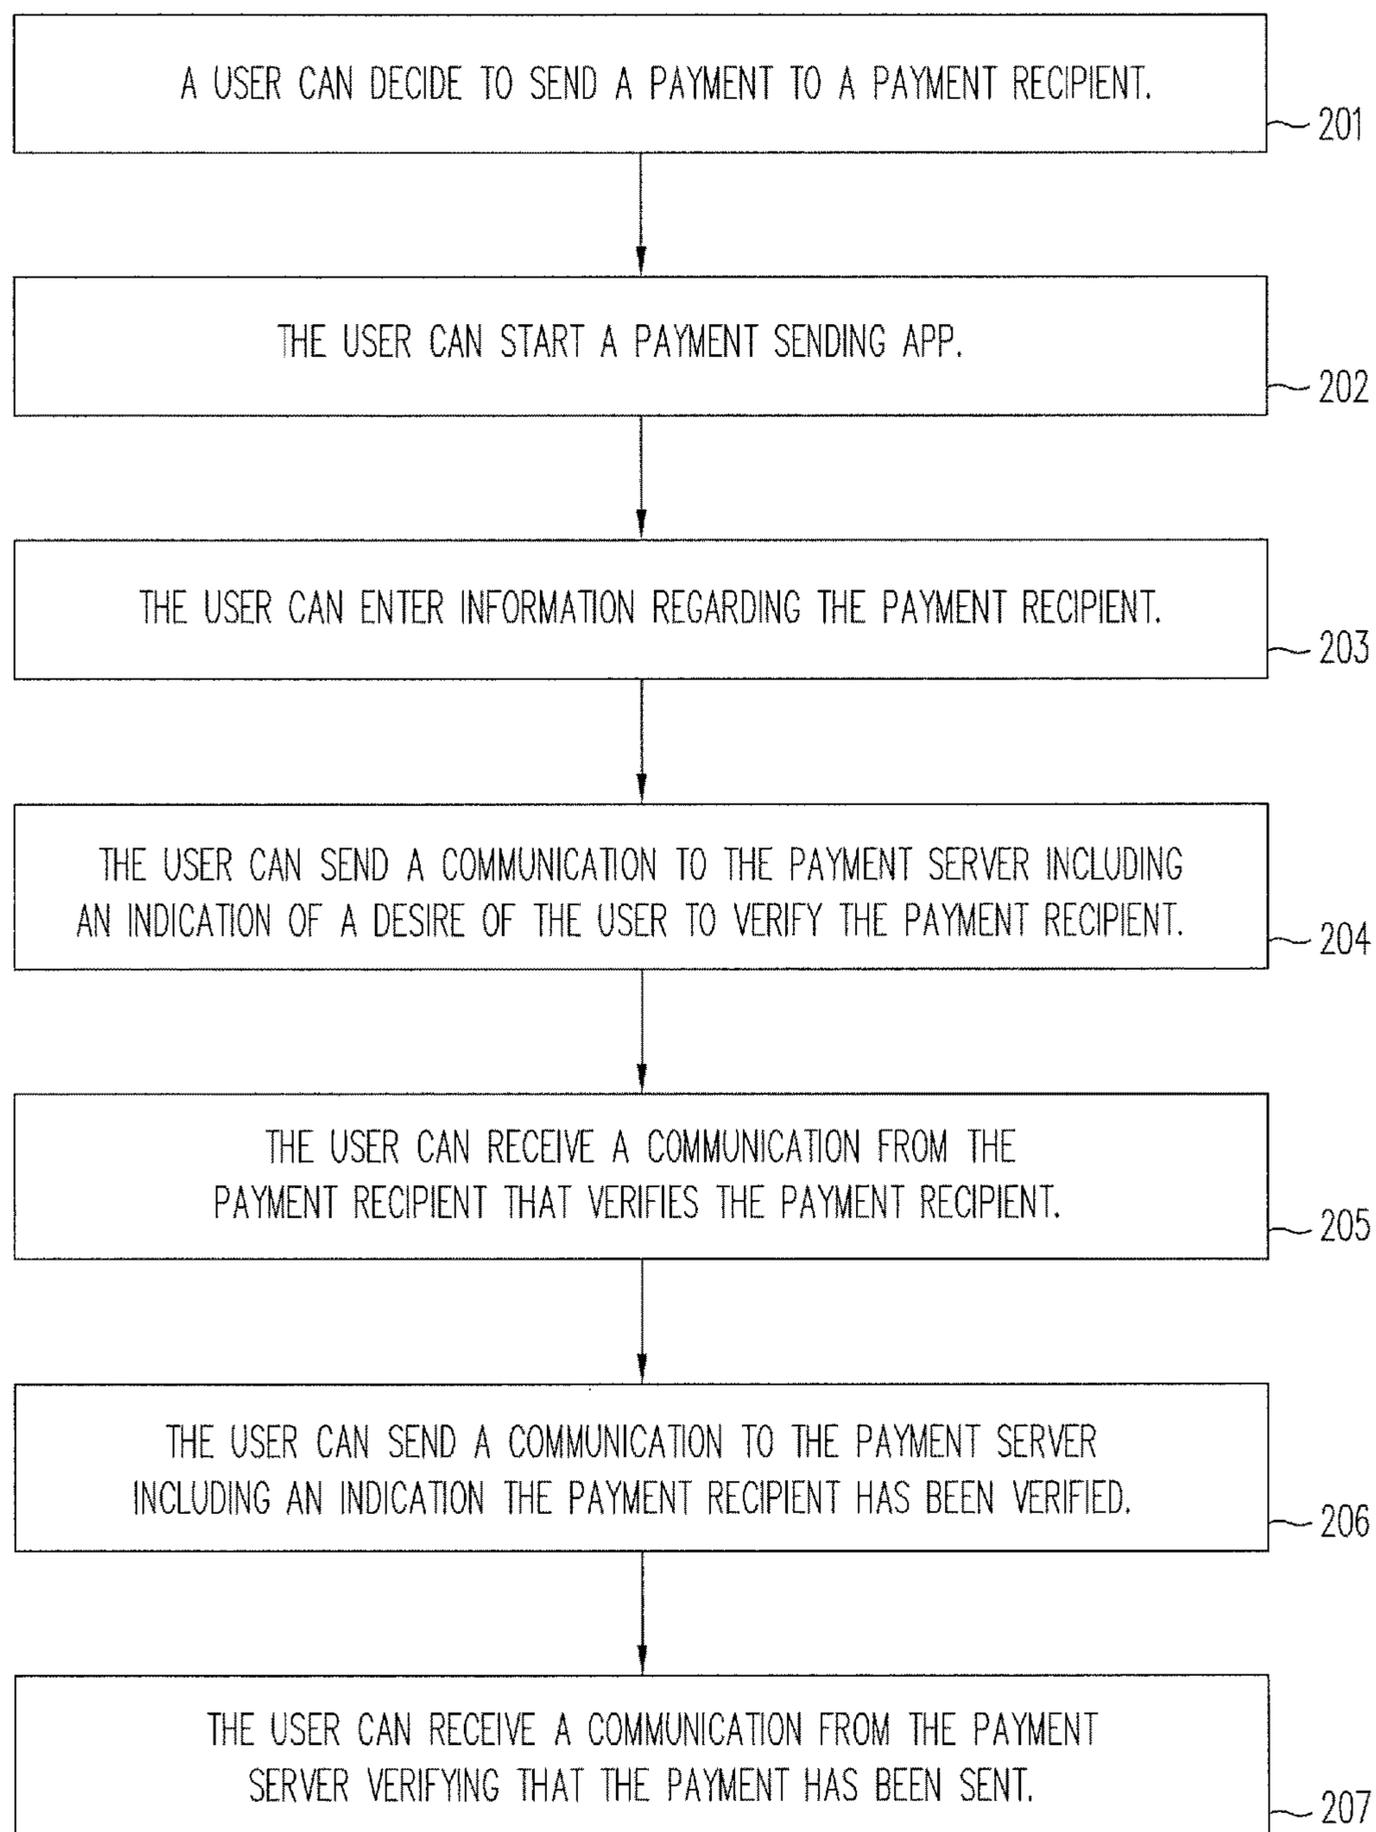 A USER CAN DECIDE TO SEND A PAYMENT TO A PAYMENT RECIPIENT.
201
THE USER CAN START A PAYMENT SENDING APP.
202
THE USER CAN ENTER INFORMATION REGARDING THE PAYMENT RECIPIENT.
203
THE USER CAN SEND A COMMUNICATION TO THE PAYMENT SERVER INCLUDING
AN INDICATION OF A DESIRE OF THE USER TO VERIFY THE PAYMENT RECIPIENT.
204
THE USER CAN RECEIVE A COMMUNICATION FROM THE
PAYMENT RECIPIENT THAT VERIFIES THE PAYMENT RECIPIENT.
205
THE USER CAN SEND A COMMUNICATION TO THE PAYMENT SERVER
INCLUDING AN INDICATION THE PAYMENT RECIPIENT HAS BEEN VERIFIED.
206
THE USER CAN RECEIVE A COMMUNICATION FROM THE PAYMENT
SERVER VERIFYING THAT THE PAYMENT HAS BEEN SENT.
207